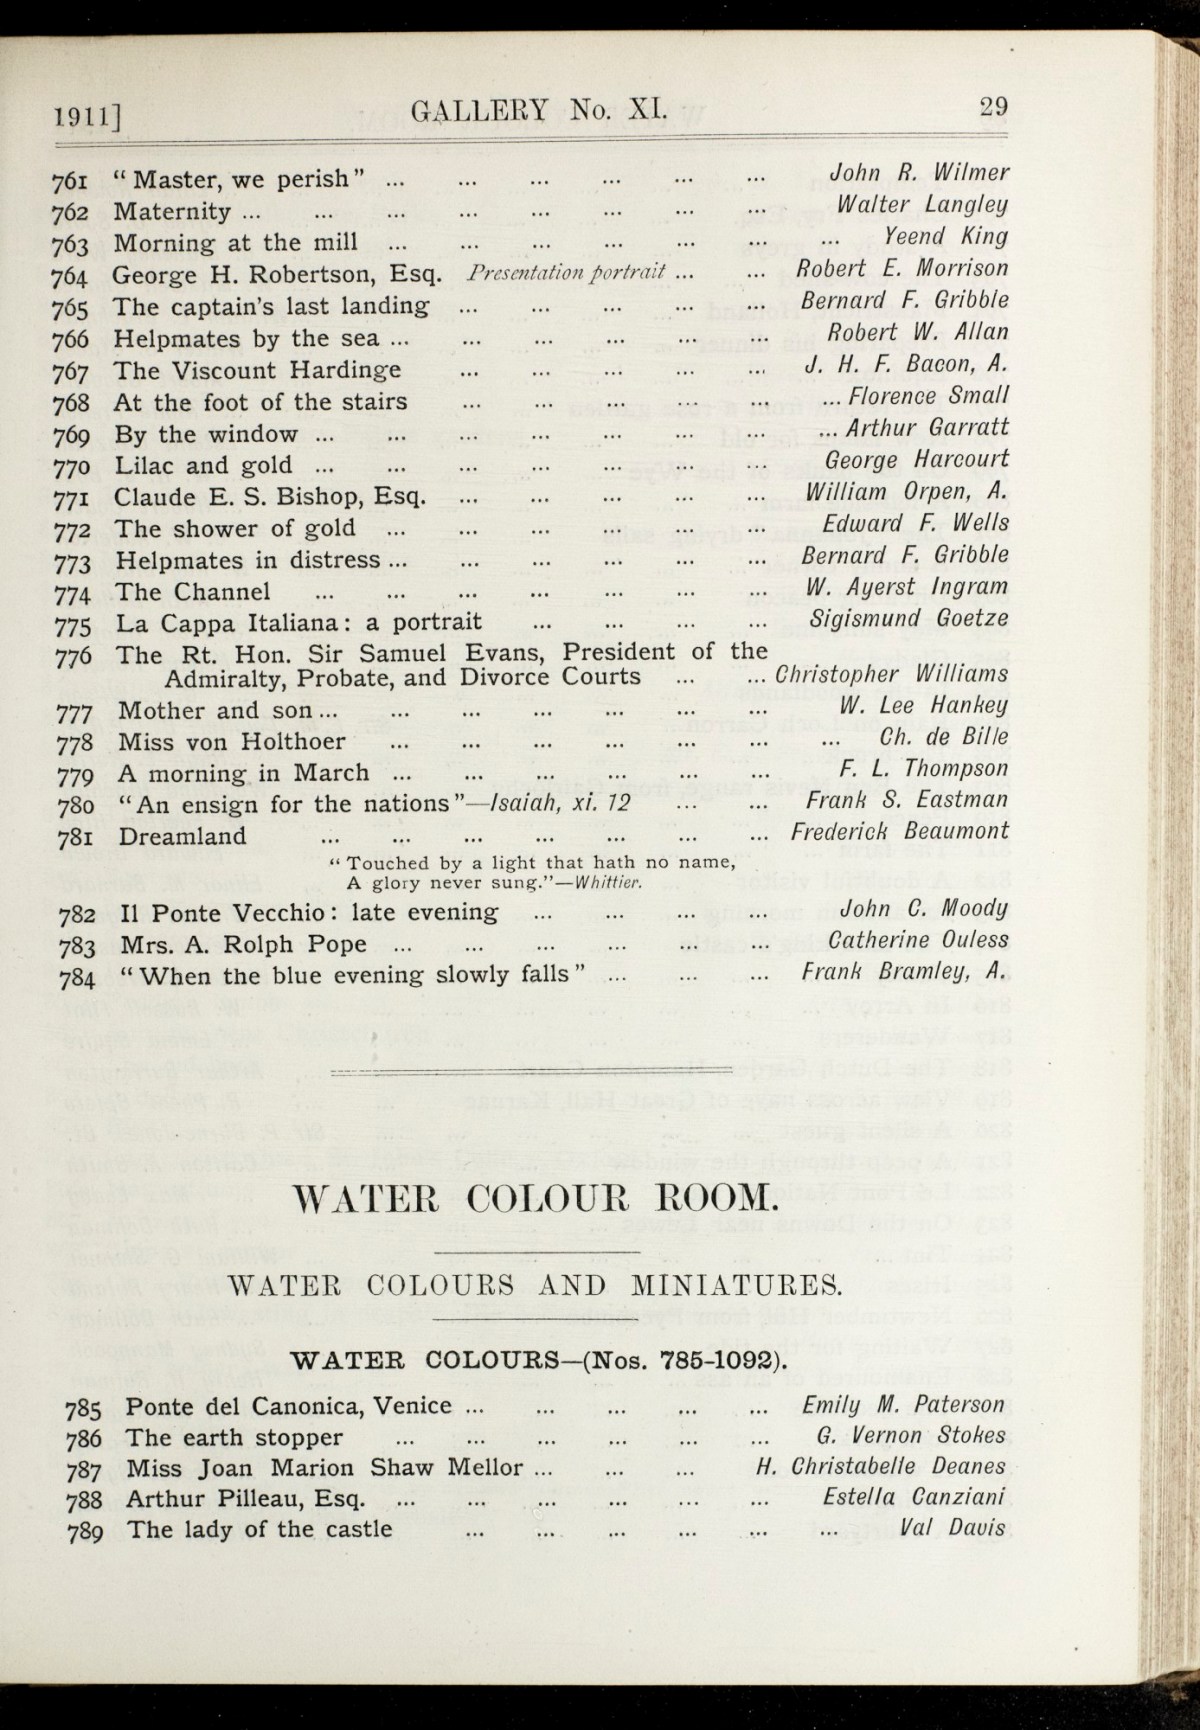 1911] GALLERY No. XI. 29
761 “Master, we perish” ... ... ... ... ... ... John R. Wilmer
762 Maternity ... ... ... ... ... ... ... ... Walter Langley
763 Morning at the mill ... ... ... ... ... ... ... Yeend King
764 George H. Robertson, Esq. Presentation portrait ... ... Robert E. Morrison
765 The captain’s last landing ... ... ... ... ... Bernard F. Gribble
766 Helpmates by the sea ... ... ... ... ... ... Robert W. Allan
767 The Viscount Hardinge ... ... ... ... ... J. H. F. Bacon, A.
768 At the foot of the stairs ... ... ... ... ... ... Florence Small
769 By the window ... ... ... ... ... ... ... ... Arthur Garratt
770 Lilac and gold ... ... ... ... ... ... ... George Harcourt
771 Claude E. S. Bishop, Esq. ... ... ... ... ... William Orpen, A.
772 The shower of gold ... ... ... ... ... ... Edward F. Wells
773 Helpmates in distress ... ... ... ... ... ... Bernard F. Gribble
774 The Channel ... ... ... ... ... ... ... W. Ayerst Ingram
775 La Cappa Italiana: a portrait ... ... ... ... Sigismund Goetze
776 The Rt. Hon. Sir Samuel Evans, President of the
Admiralty, Probate, and Divorce Courts ... ... Christopher Williams
777 Mother and son ... ... ... ... ... ... ... W. Lee Hankey
778 Miss von Holthoer ... ... ... ... ... ... ... Ch. de Bille
779 A morning in March ... ... ... ... ... ... F. L. Thompson
780 “An ensign for the nations”—Isaiah, xi. 12 ... ... Frank S. Eastman
781 Dreamland ... ... ... ... ... ... ... Frederick Beaumont
“Touched by a light that hath no name,
A glory never sung.”—Whittier.
782 Il Ponte Vecchio: late evening ... ... ... ... John C. Moody
783 Mrs. A. Rolph Pope ... ... ... ... ... ... Catherine Ouless
784 “When the blue evening slowly falls” ... ... ... Frank Bramley, A.
WATER COLOUR ROOM.
WATER COLOURS AND MINIATURES.
WATER COLOURS—(Nos. 785-1092).
785 Ponte del Canonica, Venice ... ... ... ... ... Emily M. Paterson
786 The earth stopper ... ... ... ... ... ... G. Vernon Stokes
787 Miss Joan Marion Shaw Mellor ... ... ... H. Christabelle Deanes
788 Arthur Pilleau, Esq. ... ... ... ... ... ... Estella Canziani
789 The lady of the castle ... ... ... ... ... ... Val Davis